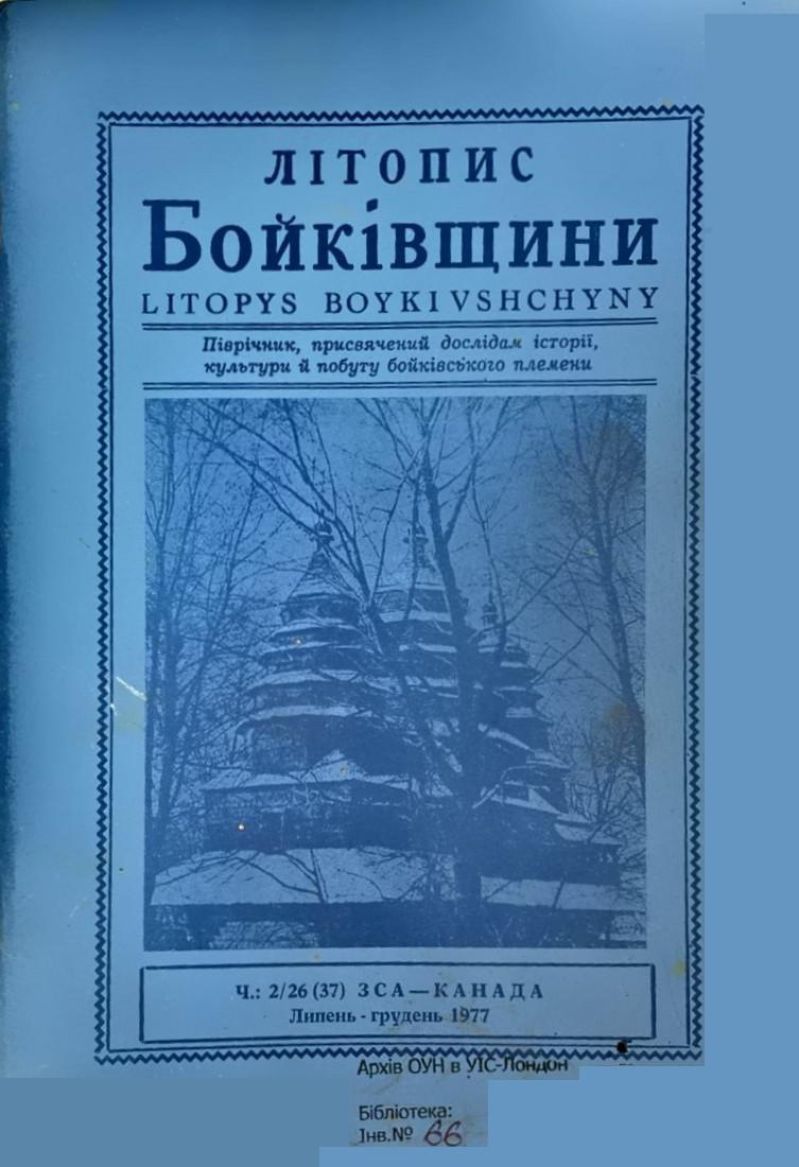 ЛІТОПИС
Бойківщини
LITOPYS BOYKIVSHCHYNY
Піврічник, присвячений дослідам історії,
культури й побуту бойківського племени
Ч.: 2/26 (37) ЗСА — КАНАДА
Липень - грудень 1977
Архів ОУН в УІС-Лондон
Бібліотека:
Інв.№ 66